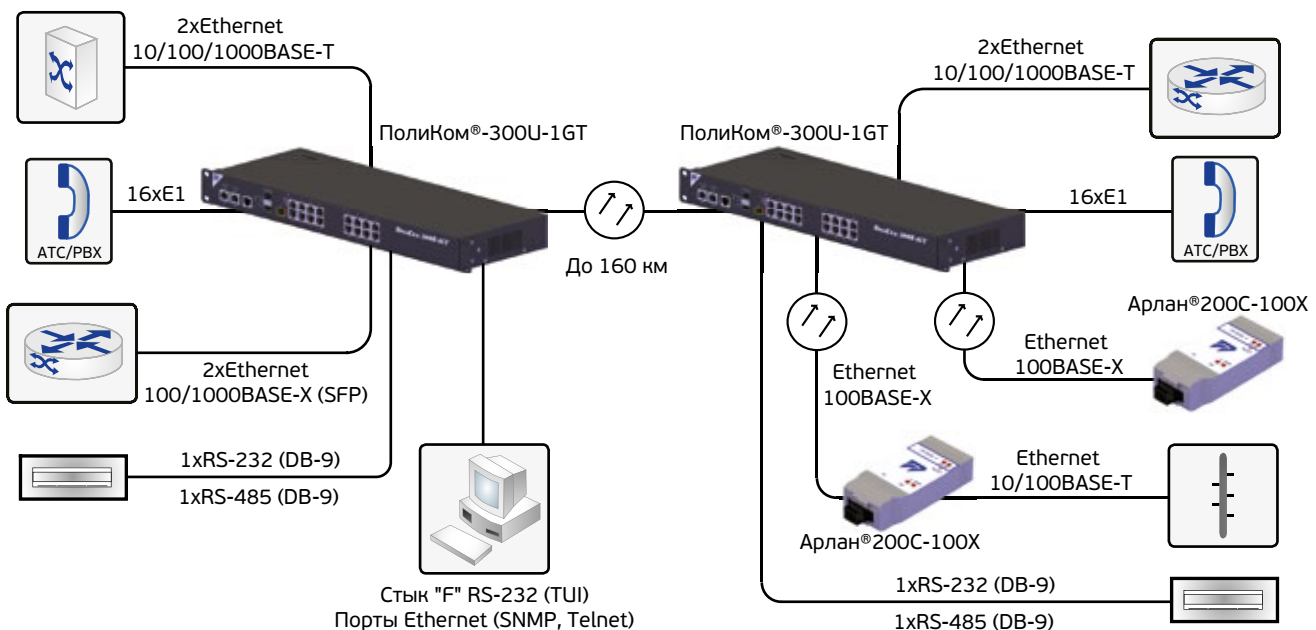 2xEthernet
10/100/1000BASE-T
2xEthernet
10/100/1000BASE-T
ПолиКом®-300U-1GT
ПолиКом®-300U-1GT
16xE1
16xE1
АТС/PBX
АТС/PBX
До 160 км
Арлан®200C-100X
2xEthernet
100/1000BASE-X (SFP)
Ethernet
100BASE-X
Ethernet
100BASE-X
1xRS-232 (DB-9)
1xRS-485 (DB-9)
Ethernet
10/100BASE-T
Арлан®200C-100X
Стык "F" RS-232 (TUI)
Порты Ethernet (SNMP, Telnet)
1xRS-232 (DB-9)
1xRS-485 (DB-9)